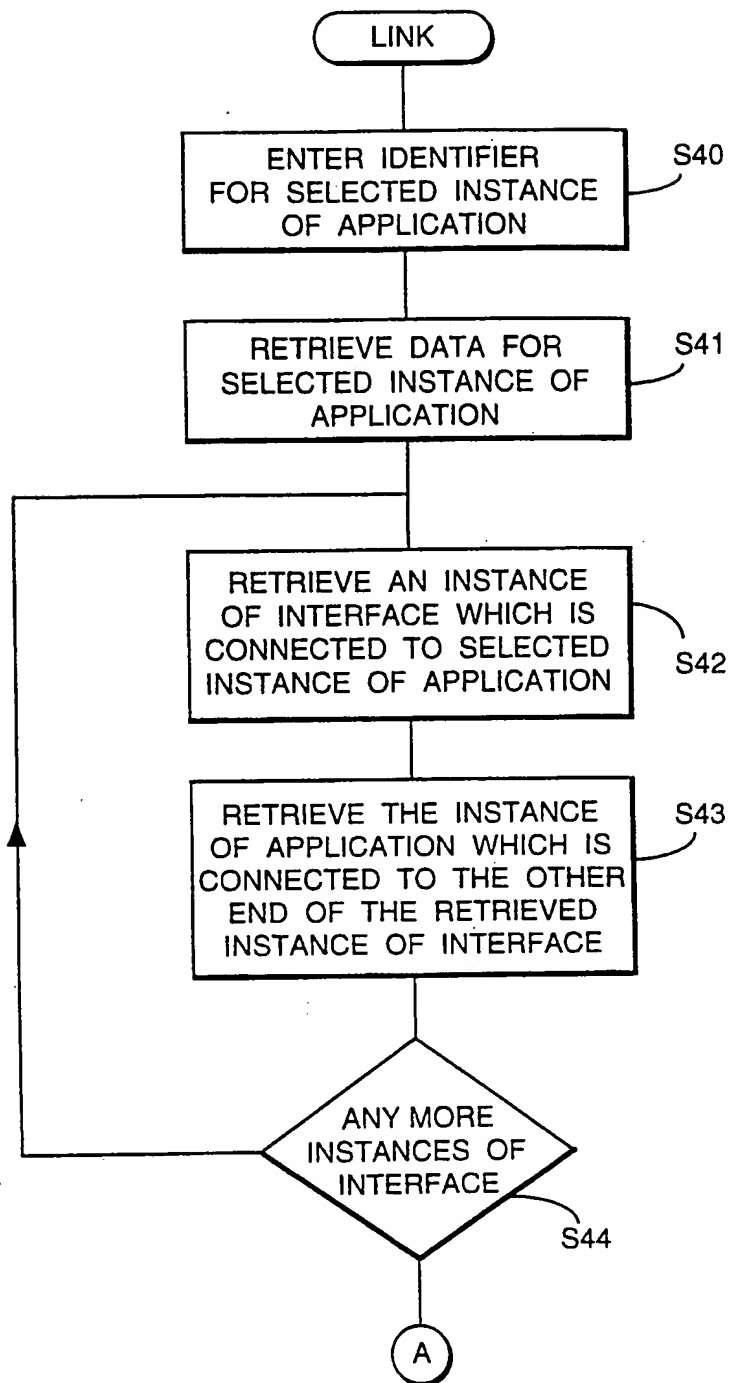 LINK
ENTER IDENTIFIER
FOR SELECTED INSTANCE
OF APPLICATION
S40
RETRIEVE DATA FOR
SELECTED INSTANCE OF
APPLICATION
S41
RETRIEVE AN INSTANCE
OF INTERFACE WHICH IS
CONNECTED TO SELECTED
INSTANCE OF APPLICATION
S42
RETRIEVE THE INSTANCE
OF APPLICATION WHICH IS
CONNECTED TO THE OTHER
END OF THE RETRIEVED
INSTANCE OF INTERFACE
S43
ANY MORE
INSTANCES OF
INTERFACE
S44
A